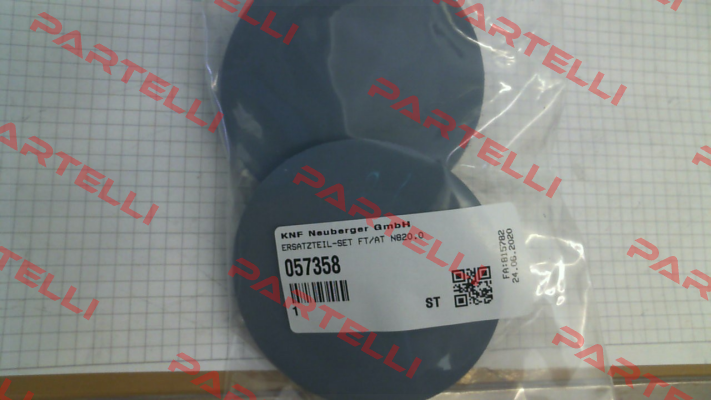 KNF Neuberger GmbH
ERSATZTEIL-SET FT/AT N820.0
057358
1
ST
FA:815782
24.06.2020
PARTELLI
PARTELLI
PARTELLI
PARTELLI
PARTELLI
PARTELLI
PARTELLI